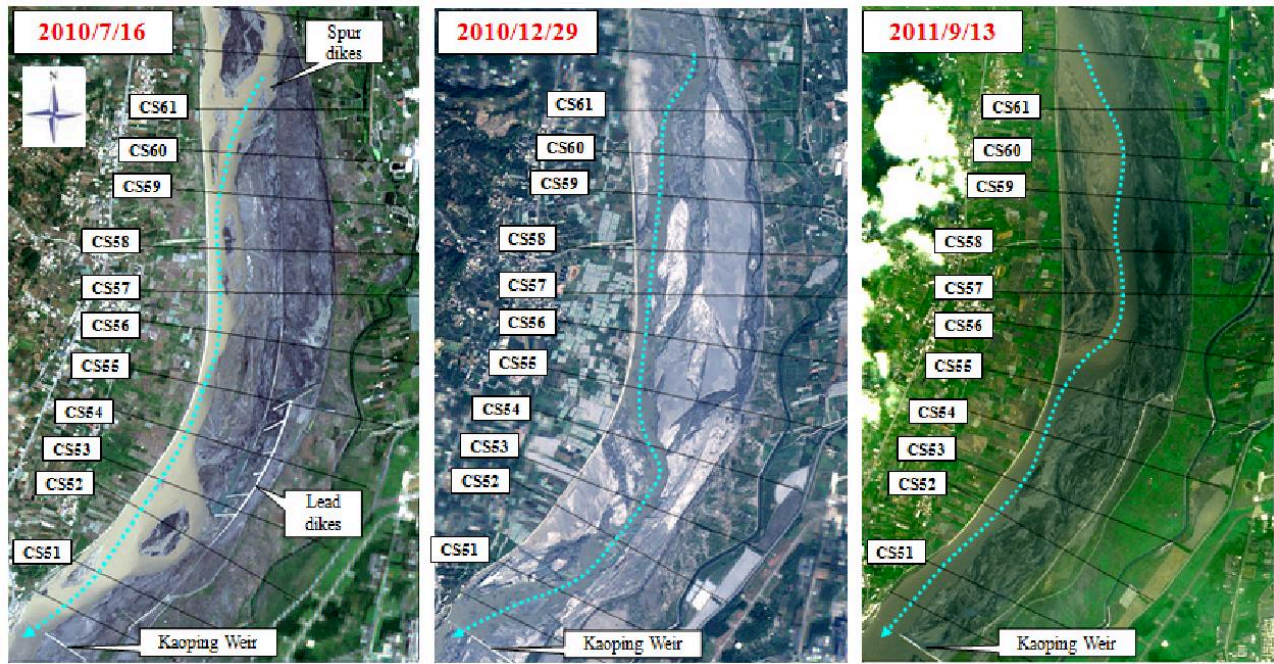 2010/7/16
Spur
dikes
N
CS61
CS60
CS59
CS58
CS57
CS56
CS55
CS54
CS53
CS52
Lead
dikes
CS51
Kaoping Weir
2010/12/29
CS61
CS60
CS59
CS58
CS57
CS56
CS55
CS54
CS53
CS52
CS51
Kaoping Weir
2011/9/13
CS61
CS60
CS59
CS58
CS57
CS56
CS55
CS54
CS53
CS52
CS51
Kaoping Weir